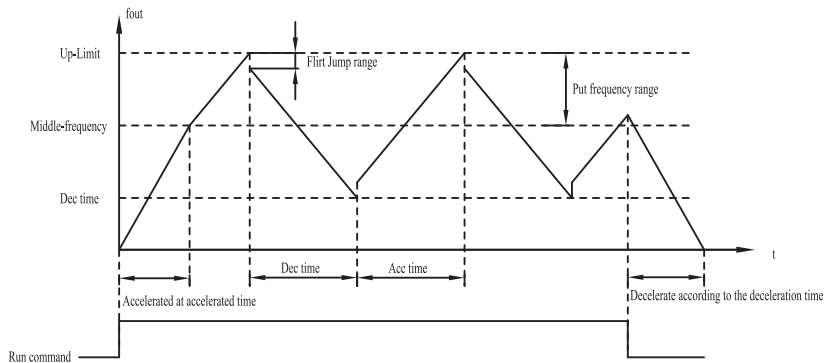 fout
Up-Limit
Flirt Jump range
Put frequency range
Middle-frequency
Dec time
t
Dec time
Acc time
Accelerated at accelerated time
Decelerate according to the deceleration time
Run command